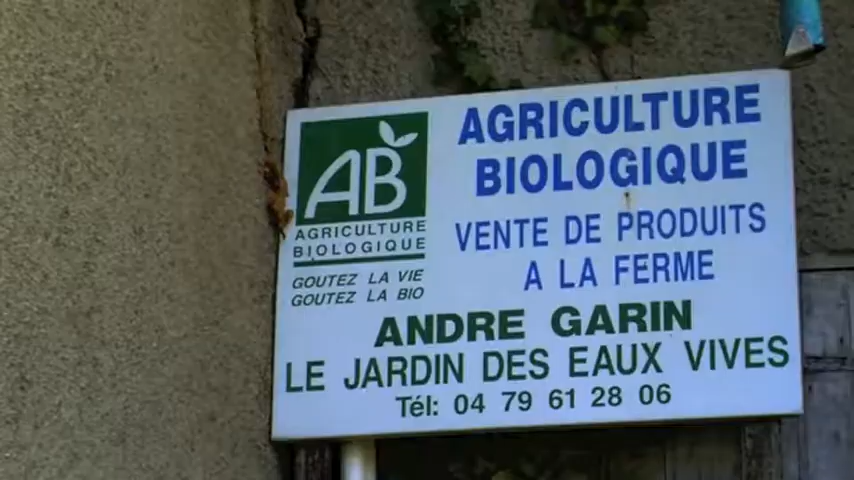 AB
AGRICULTURE
BIOLOGIQUE
GOUTEZ LA VIE
GOUTEZ LA BIO
AGRICULTURE
BIOLOGIQUE
VENTE DE PRODUITS
A LA FERME
ANDRE GARIN
LE JARDIN DES EAUX VIVES
Tél: 04 79 61 28 06